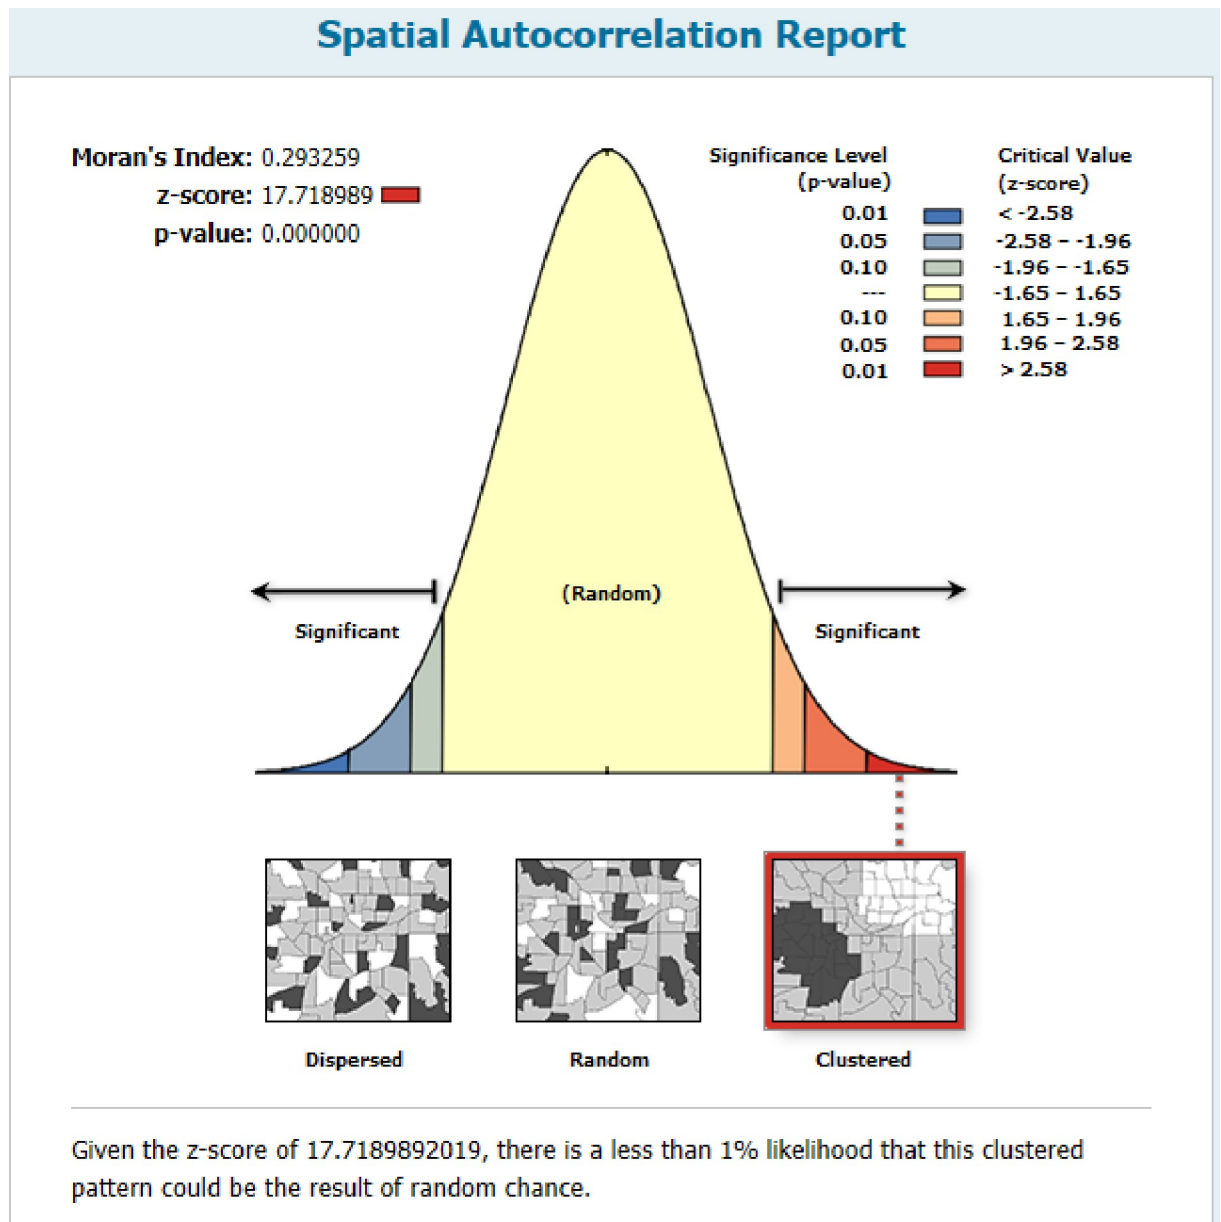 Spatial Autocorrelation Report
Moran's Index: 0.293259
z-score: 17.718989
p-value: 0.000000
Significance Level
(p-value)
Critical Value
(z-score)
0.01 < -2.58
0.05 -2.58 – -1.96
0.10 -1.96 – -1.65
--- -1.65 – 1.65
0.10 1.65 – 1.96
0.05 1.96 – 2.58
0.01 > 2.58
(Random)
Significant
Significant
Dispersed
Random
Clustered
Given the z-score of 17.7189892019, there is a less than 1% likelihood that this clustered
pattern could be the result of random chance.